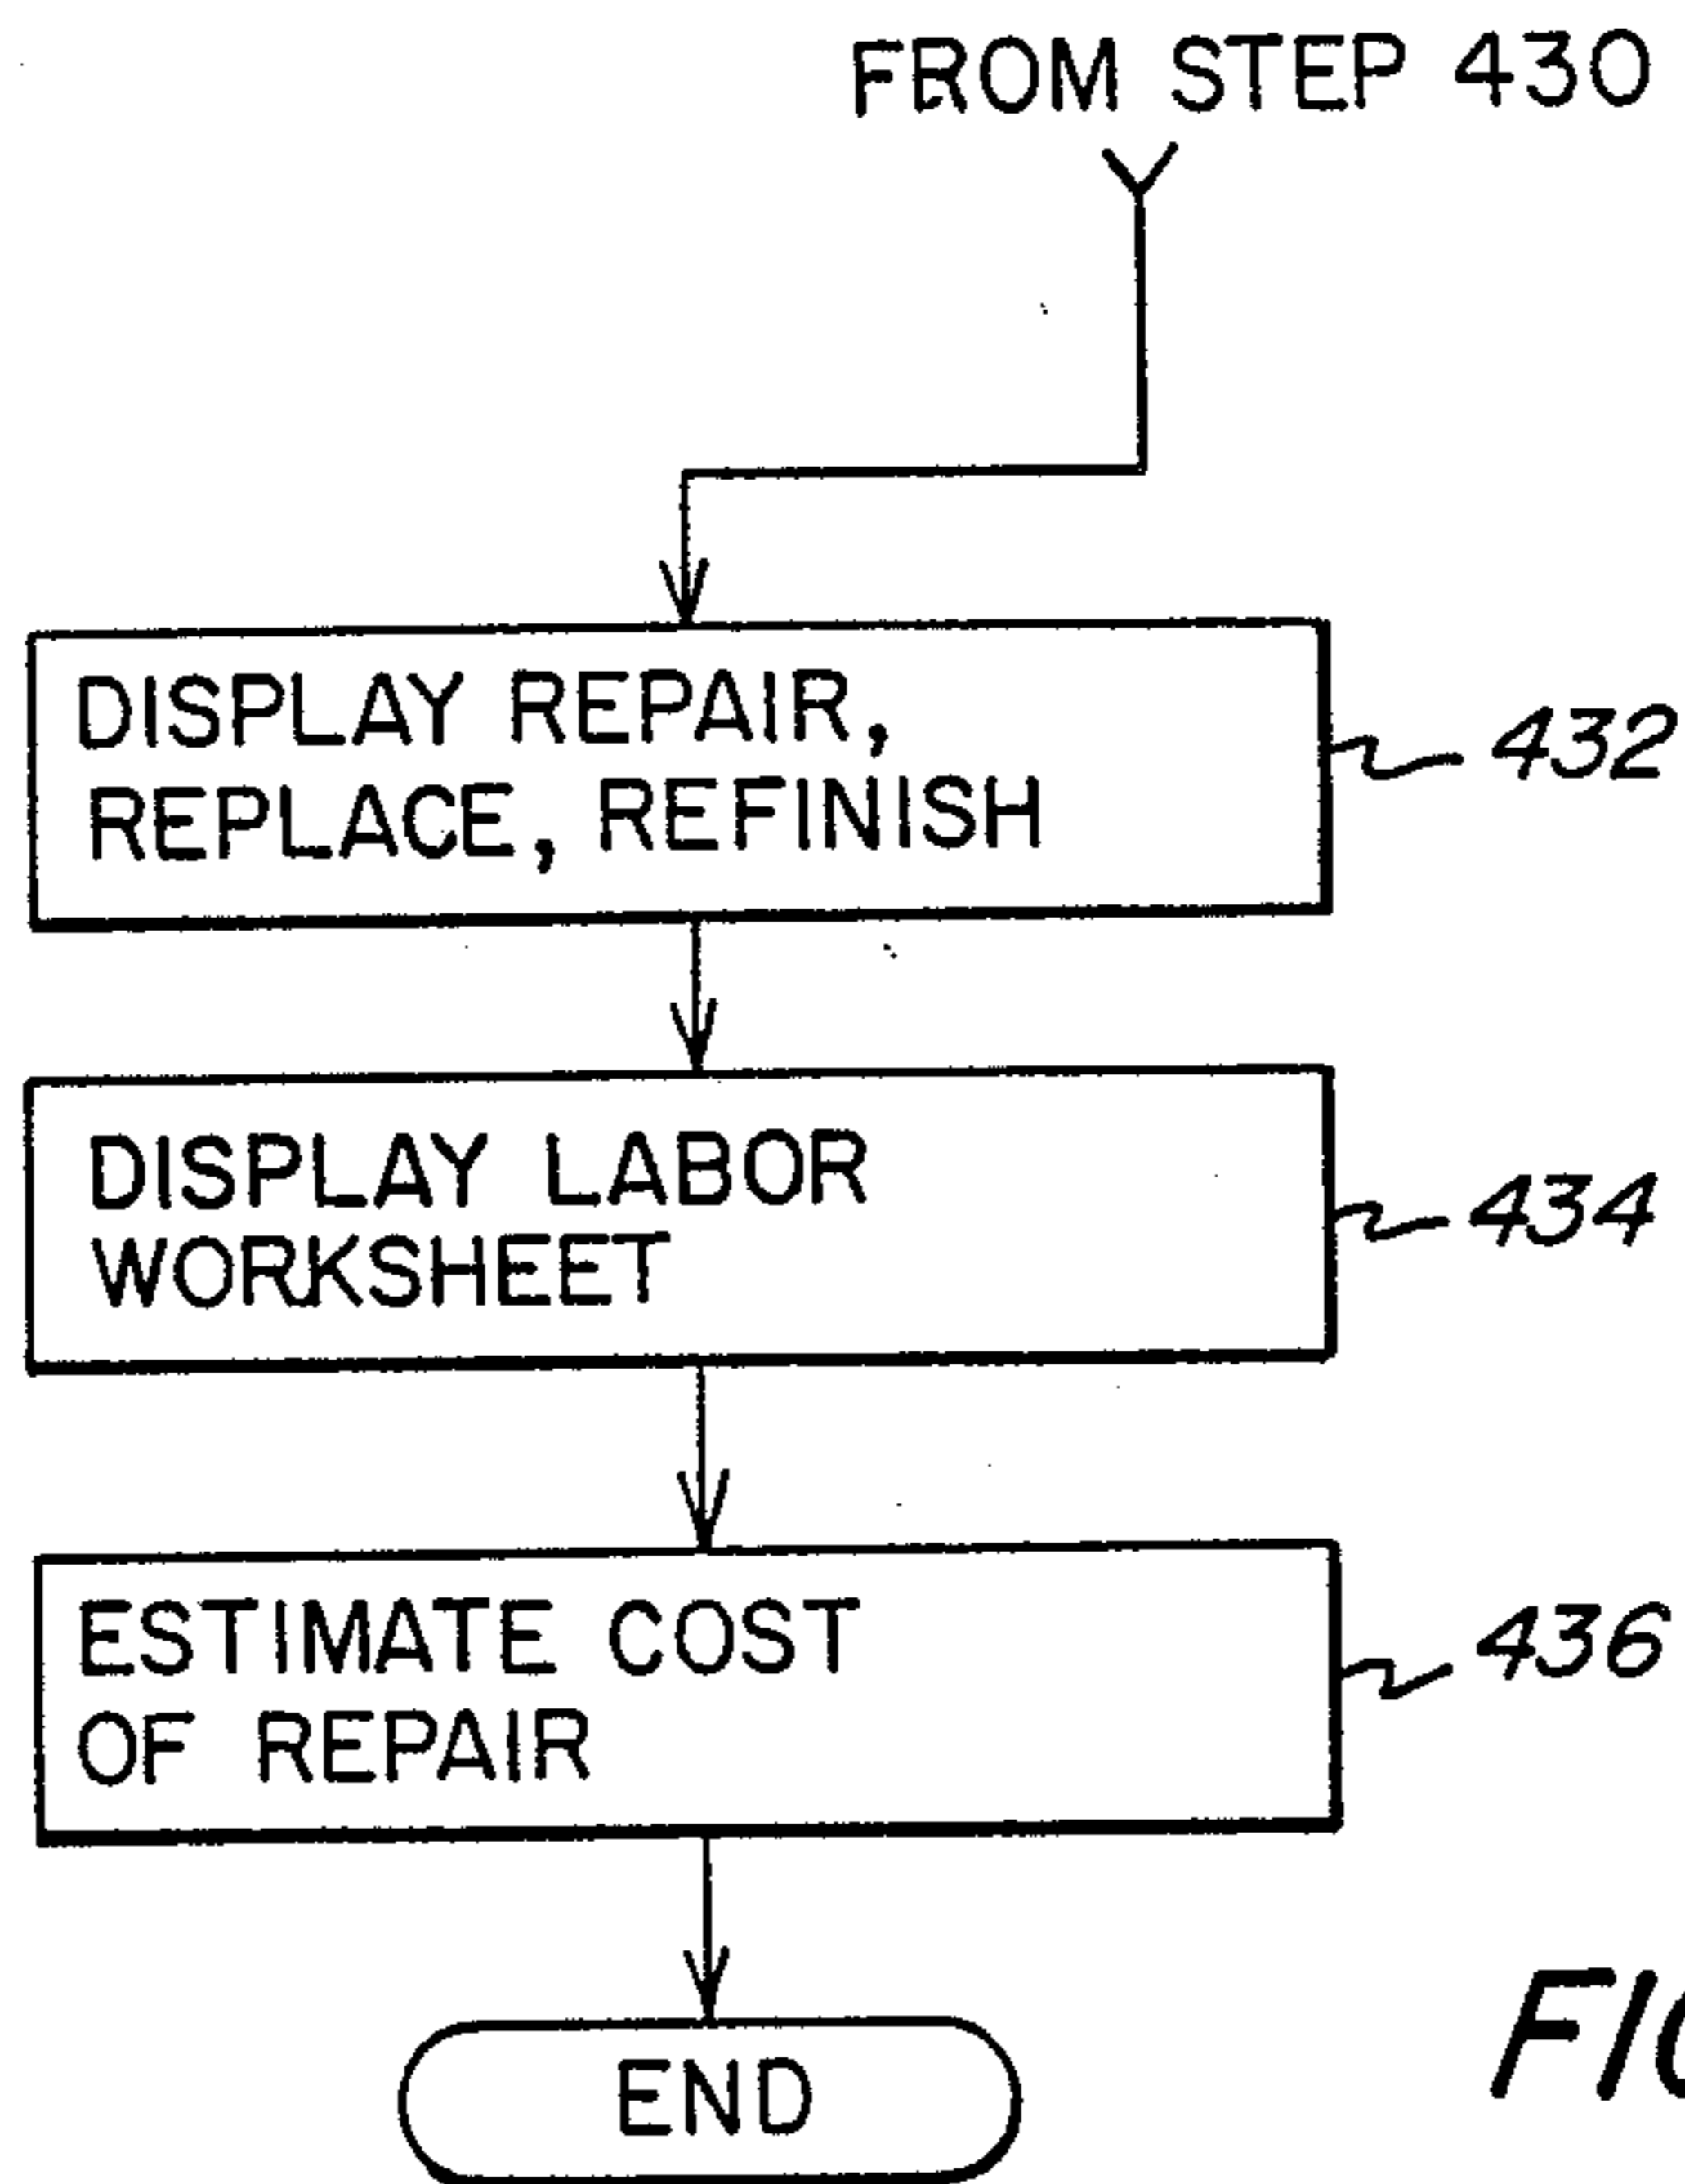 FROM STEP 430
DISPLAY REPAIR,
REPLACE, REFINISH
432
DISPLAY LABOR
WORKSHEET
434
ESTIMATE COST
OF REPAIR
436
END